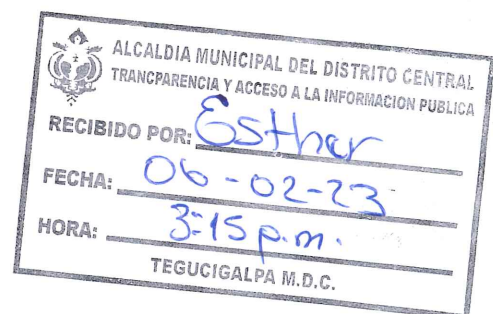 ALCALDIA MUNICIPAL DEL DISTRITO CENTRAL
TRANCPARENCIA Y ACCESO A LA INFORMACION PUBLICA
RECIBIDO POR: Esther
FECHA: 06-02-23
HORA: 3:15 p.m.
TEGUCIGALPA M.D.C.